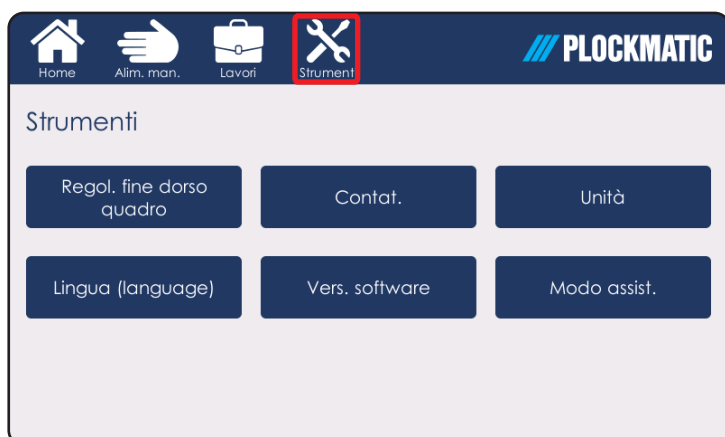 Home
Alim. man.
Lavori
Strument
PLOCKMATIC
Strumenti
Regol. fine dorso
quadro
Contat.
Unità
Lingua (language)
Vers. software
Modo assist.